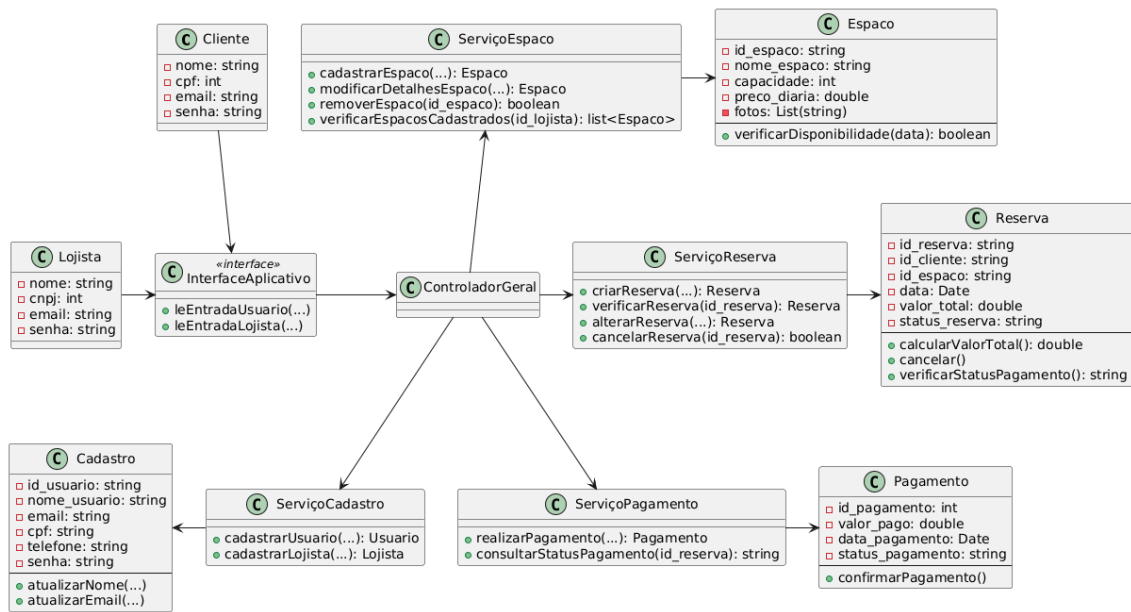 C Cliente
nome: string
cpf: int
email: string
senha: string
C ServiçoEspaco
cadastrarEspaco(...): Espaco
modificarDetalhesEspaco(...): Espaco
removerEspaco(id_espaco): boolean
verificarEspacosCadastrados(id_lojista): list<Espaco>
C Espaco
id_espaco: string
nome_espaco: string
capacidade: int
preco_diaria: double
fotos: List(string)
verificarDisponibilidade(data): boolean
C Lojista
nome: string
cnpj: int
email: string
senha: string
C «interface»
InterfaceAplicativo
leEntradaUsuario(...)
leEntradaLojista(...)
C ControladorGeral
C ServiçoReserva
criarReserva(...): Reserva
verificarReserva(id_reserva): Reserva
alterarReserva(...): Reserva
cancelarReserva(id_reserva): boolean
C Reserva
id_reserva: string
id_cliente: string
id_espaco: string
data: Date
valor_total: double
status_reserva: string
calcularValorTotal(): double
cancelar()
verificarStatusPagamento(): string
C Cadastro
id_usuario: string
nome_usuario: string
email: string
cpf: string
telefone: string
senha: string
atualizarNome(...)
atualizarEmail(...)
C ServiçoCadastro
cadastrarUsuario(...): Usuario
cadastrarLojista(...): Lojista
C ServiçoPagamento
realizarPagamento(...): Pagamento
consultarStatusPagamento(id_reserva): string
C Pagamento
id_pagamento: int
valor_pago: double
data_pagamento: Date
status_pagamento: string
confirmarPagamento()